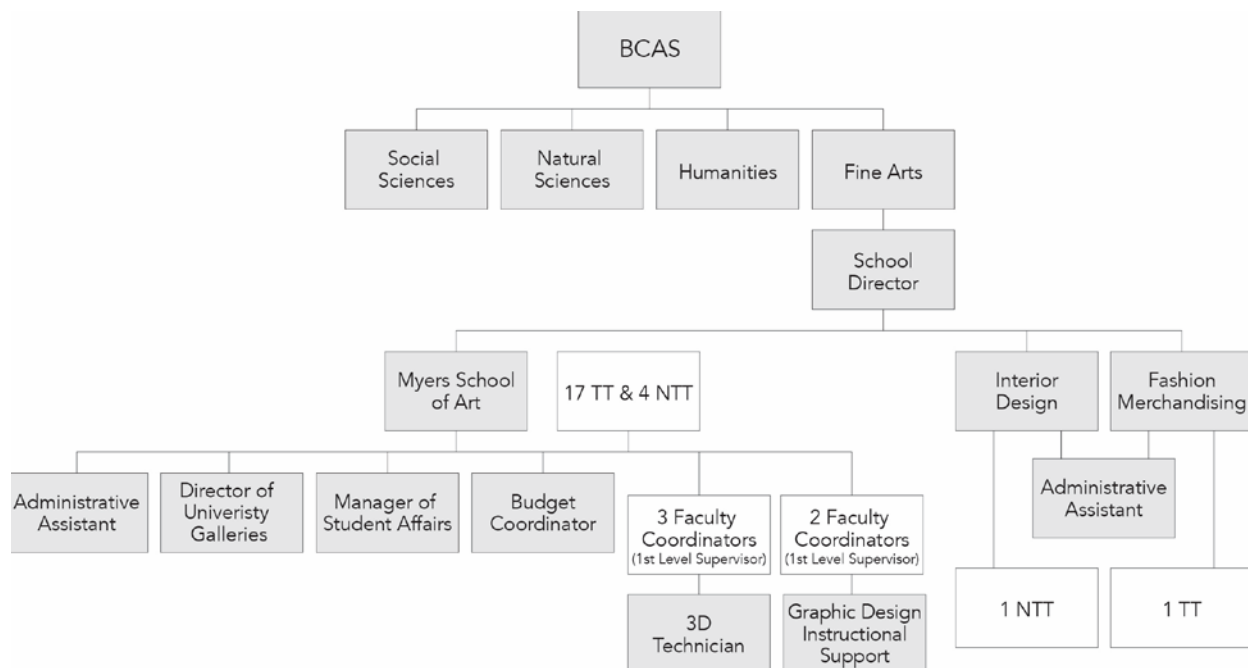 BCAS
Social
Sciences
Natural
Sciences
Humanities
Fine Arts
School
Director
Myers School
of Art
17 TT & 4 NTT
Interior
Design
Fashion
Merchandising
Administrative
Assistant
Director of
Univeristy
Galleries
Manager of
Student Affairs
Budget
Coordinator
3 Faculty
Coordinators
(1st Level Supervisor)
2 Faculty
Coordinators
(1st Level Supervisor)
Administrative
Assistant
3D
Technician
Graphic Design
Instructional
Support
1 NTT
1 TT